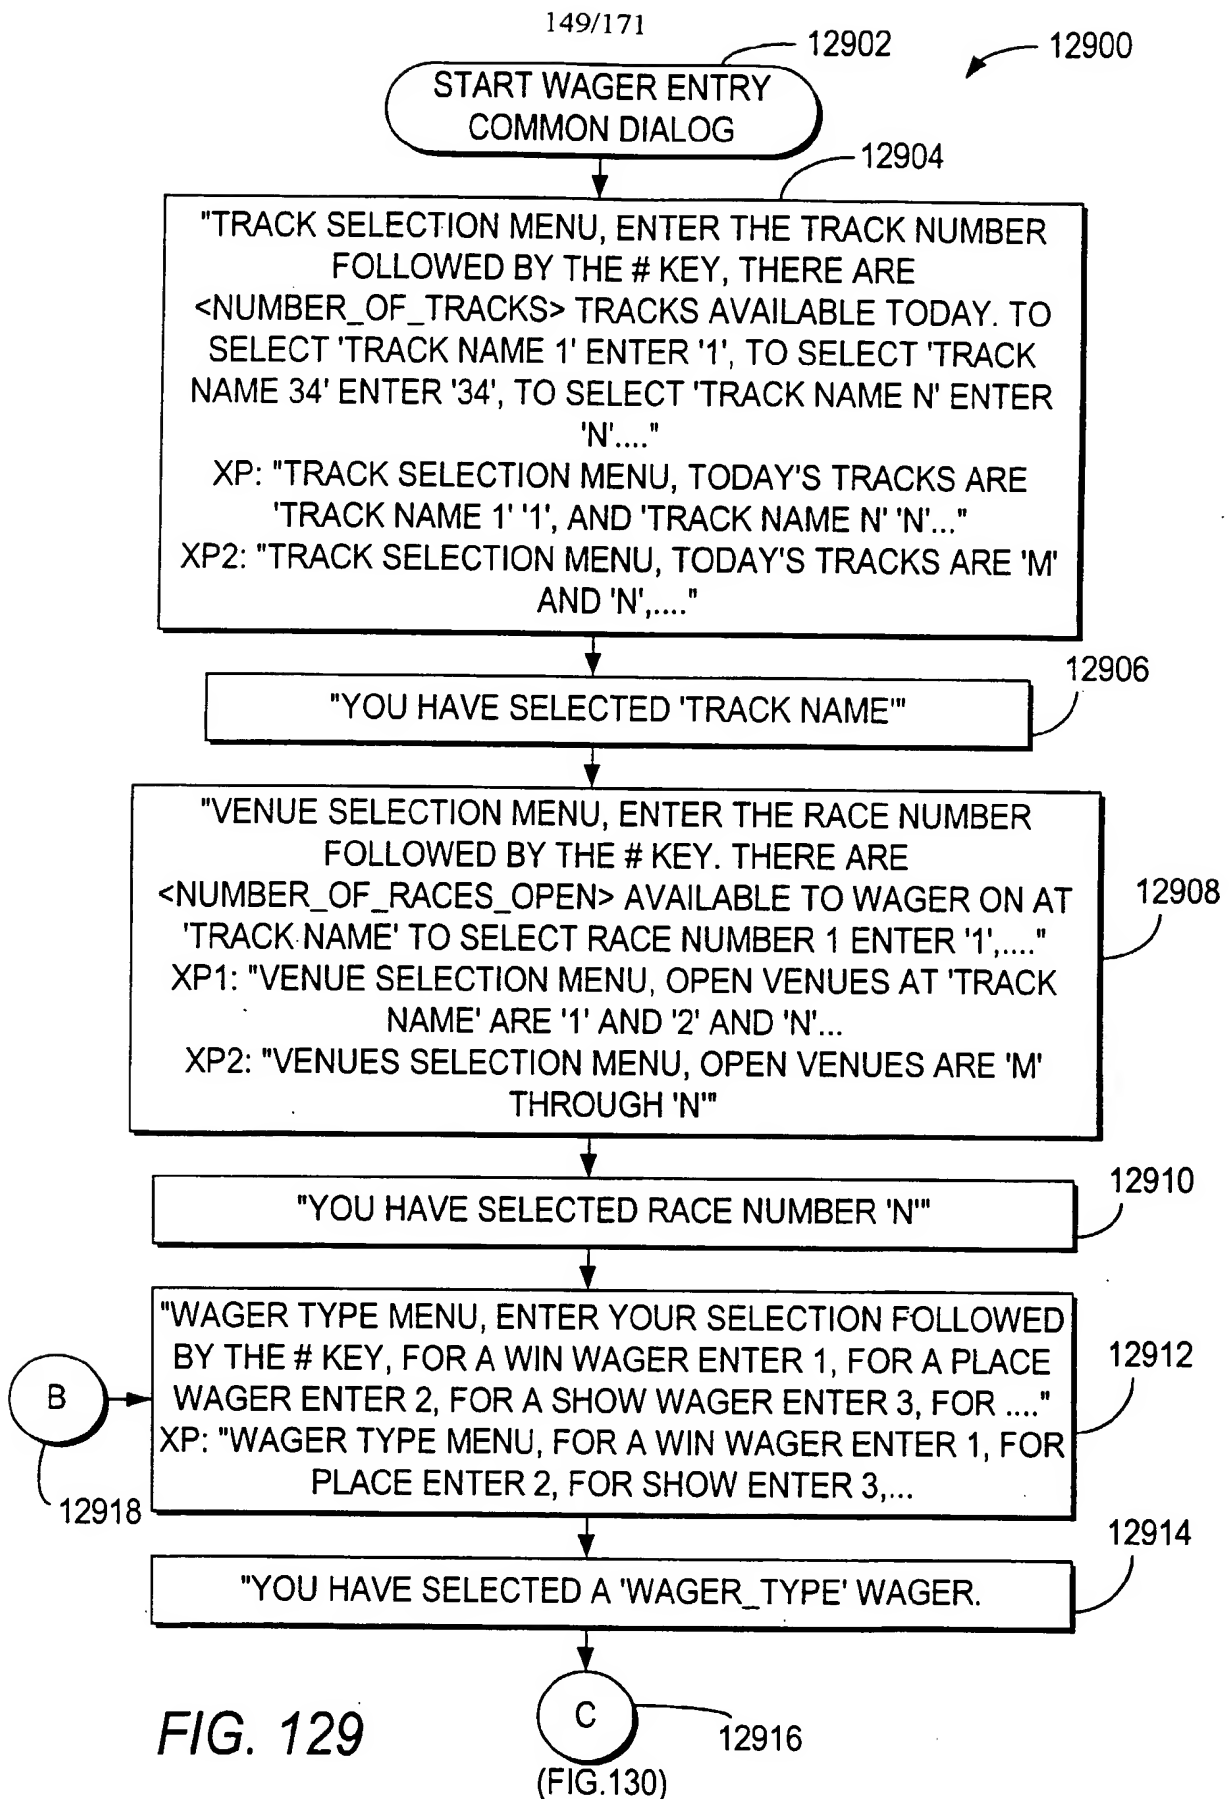 149/171
12902
12900
START WAGER ENTRY
COMMON DIALOG
12904
"TRACK SELECTION MENU, ENTER THE TRACK NUMBER
FOLLOWED BY THE # KEY, THERE ARE
<NUMBER_OF_TRACKS> TRACKS AVAILABLE TODAY. TO
SELECT 'TRACK NAME 1' ENTER '1', TO SELECT 'TRACK
NAME 34' ENTER '34', TO SELECT 'TRACK NAME N' ENTER
'N'...."
XP: "TRACK SELECTION MENU, TODAY'S TRACKS ARE
'TRACK NAME 1' '1', AND 'TRACK NAME N' 'N'..."
XP2: "TRACK SELECTION MENU, TODAY'S TRACKS ARE 'M'
AND 'N',...."
12906
"YOU HAVE SELECTED 'TRACK NAME'"
"VENUE SELECTION MENU, ENTER THE RACE NUMBER
FOLLOWED BY THE # KEY. THERE ARE
<NUMBER_OF_RACES_OPEN> AVAILABLE TO WAGER ON AT
'TRACK NAME' TO SELECT RACE NUMBER 1 ENTER '1',...."
XP1: "VENUE SELECTION MENU, OPEN VENUES AT 'TRACK
NAME' ARE '1' AND '2' AND 'N'...
XP2: "VENUES SELECTION MENU, OPEN VENUES ARE 'M'
THROUGH 'N'"
12908
12910
"YOU HAVE SELECTED RACE NUMBER 'N'"
"WAGER TYPE MENU, ENTER YOUR SELECTION FOLLOWED
BY THE # KEY, FOR A WIN WAGER ENTER 1, FOR A PLACE
WAGER ENTER 2, FOR A SHOW WAGER ENTER 3, FOR ...."
XP: "WAGER TYPE MENU, FOR A WIN WAGER ENTER 1, FOR
PLACE ENTER 2, FOR SHOW ENTER 3,...
12912
B
12918
12914
"YOU HAVE SELECTED A 'WAGER_TYPE' WAGER.
C
12916
(FIG.130)
FIG. 129